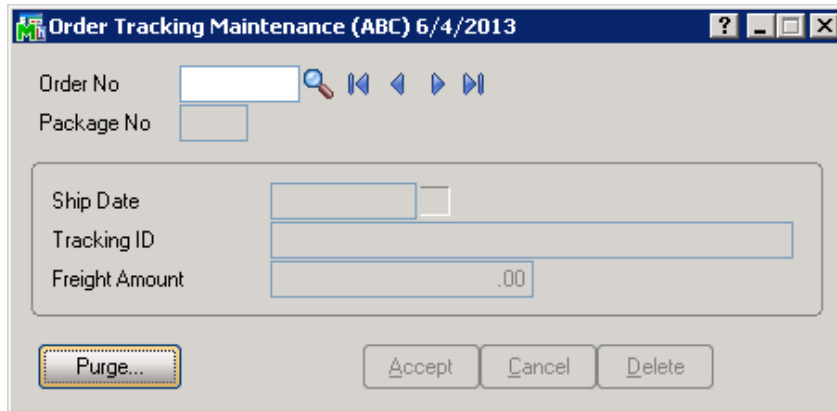 Order Tracking Maintenance (ABC) 6/4/2013
Order No
Package No
Ship Date
Tracking ID
Freight Amount .00
Purge... Accept Cancel Delete